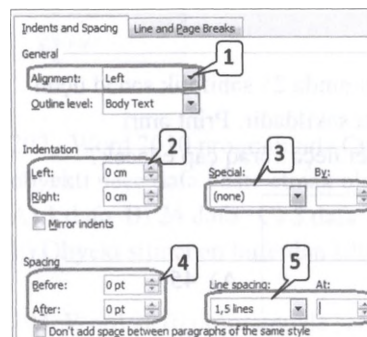 Indents and Spacing Line and Page Breaks
General
1
Alignment: Left
Outline level: Body Text
Indentation
2
3
Left: 0 cm
Special: By:
Right: 0 cm
(none)
Mirror indents
Spacing
4
5
Before: 0 pt
Line spacing: At:
After: 0 pt
1,5 lines
Don't add space between paragraphs of the same style